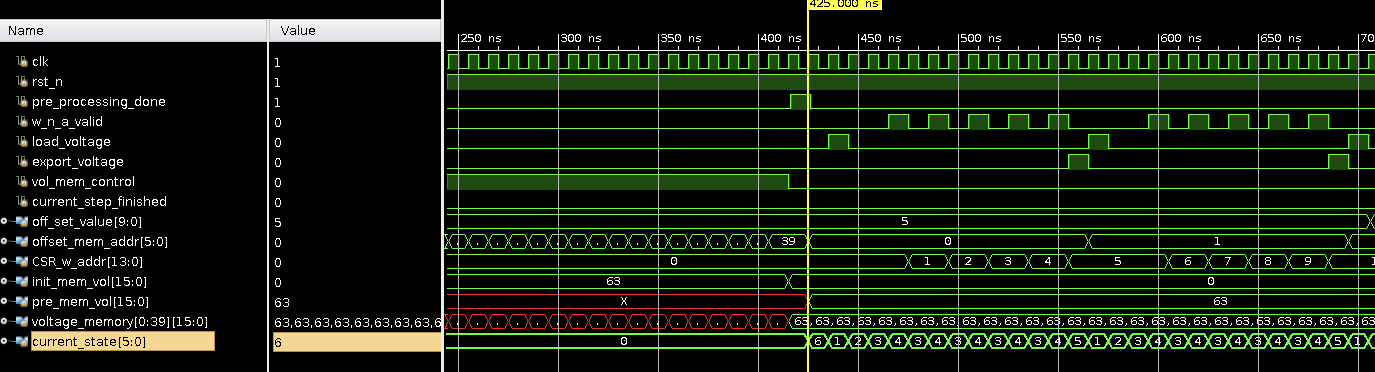 425.000 ns
Name Value
250 ns 300 ns 350 ns 400 ns 450 ns 500 ns 550 ns 600 ns 650 ns 70
clk 1
rst_n 1
pre_processing_done 1
w_n_a_valid 0
load_voltage 0
export_voltage 0
vol_mem_control 0
current_step_finished 0
off_set_value[9:0] 5 5
offset_mem_addr[5:0] 0 39 0 1
CSR_w_addr[13:0] 0 0 1 2 3 4 5 6 7 8 9 1
init_mem_vol[15:0] 0 63 0
pre_mem_vol[15:0] 63 X 63
voltage_memory[0:39][15:0] 63,63,63,63,63,63,63,63,6 63,63,63,63,63,63,63,63,63,63,63,63,63,63,63,63,63,63,63,63,63,63,63,63,63,63,63
current_state[5:0] 6 0 6 1 2 3 4 3 4 3 4 3 4 3 4 5 1 2 3 4 3 4 3 4 3 4 3 4 5 1